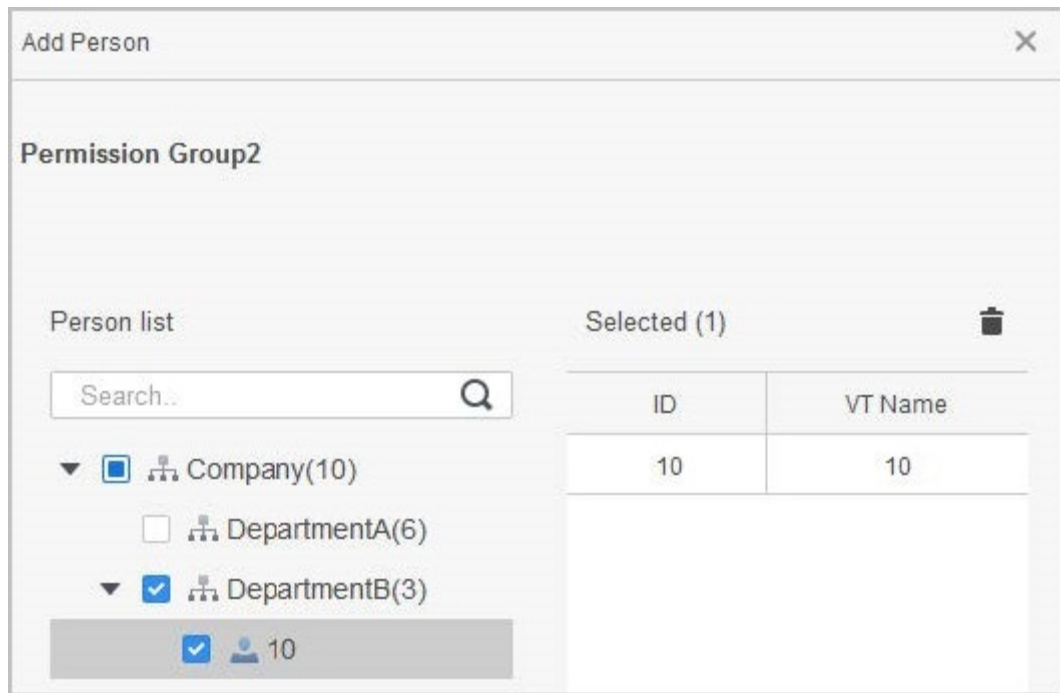 Add Person
Permission Group2
Person list
Selected (1)
Search..
ID VT Name
10 10
Company(10)
DepartmentA(6)
DepartmentB(3)
10